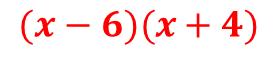 (x − 6)(x + 4)